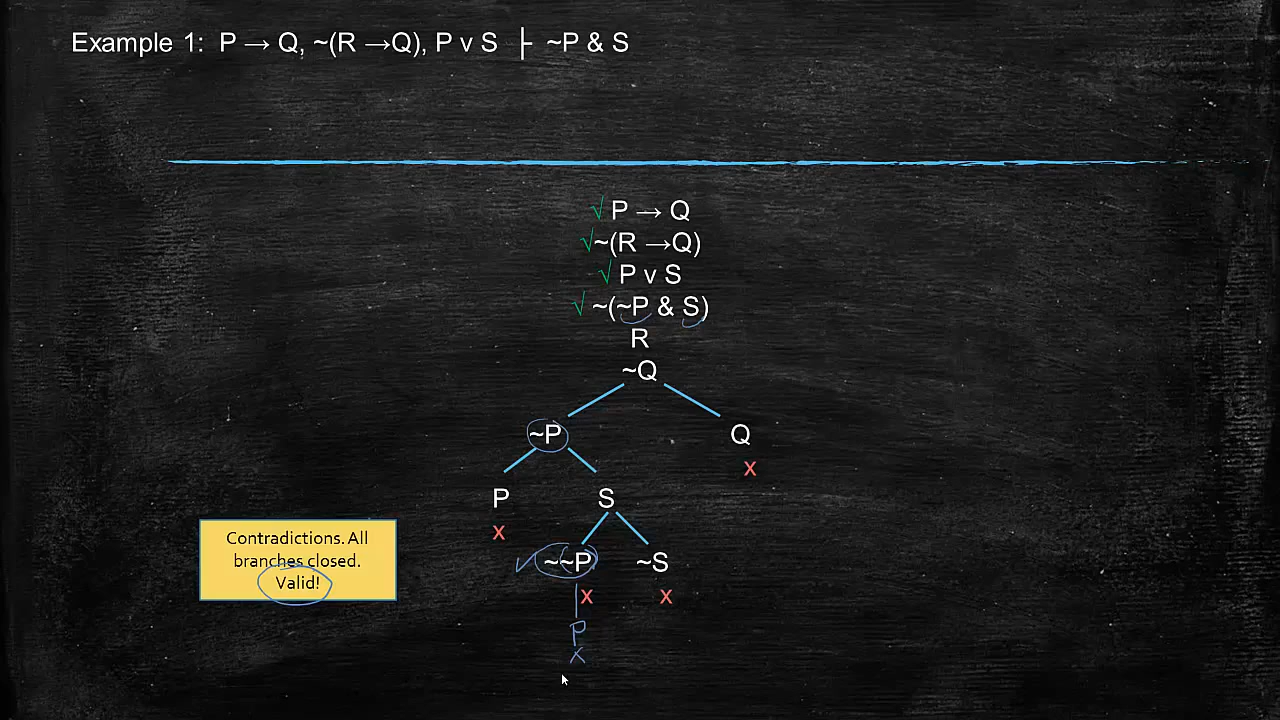 Example 1:  P → Q, ~(R →Q), P v S ├ ~P & S
√ P → Q
√ ~(R →Q)
√ P v S
√ ~(~P & S)
R
~Q
~P Q
x
P S
x
✓ ~~P ~S
x x
P
x
Contradictions. All
branches closed.
Valid!